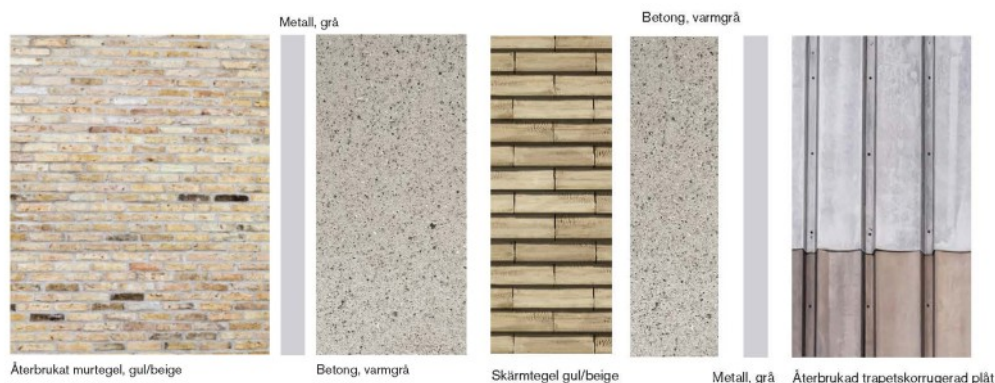 Metall, grå
Betong, varmgrå
Återbrukat murtegel, gul/beige
Betong, varmgrå
Skärmtegel gul/beige
Metall, grå
Återbrukad trapetskorrugerad plåt